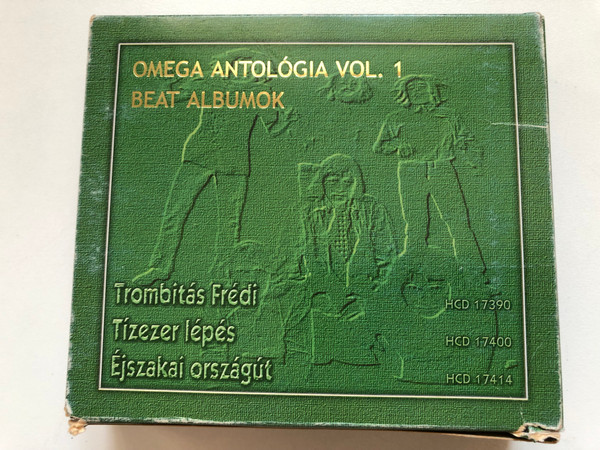 OMEGA ANTOLÓGIA VOL. 1
BEAT ALBUMOK
Trombitás Frédi HCD 17390
Tízezer lépés HCD 17400
Éjszakai országút HCD 17414